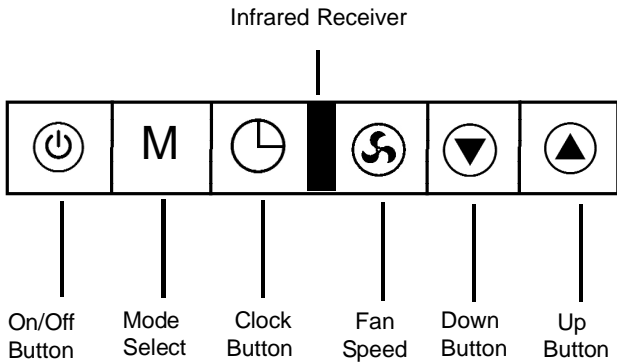 Infrared Receiver
M
On/Off
Button
Mode
Select
Clock
Button
Fan
Speed
Down
Button
Up
Button